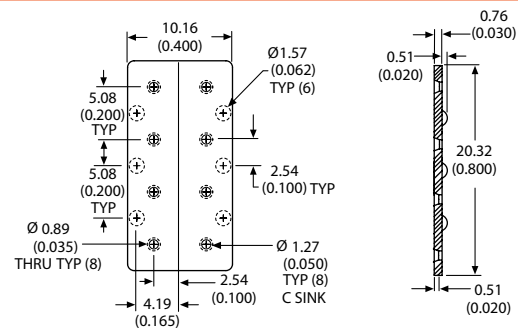 10.16
(0.400)
Ø1.57
(0.062)
TYP (6)
5.08
(0.200)
TYP
5.08
(0.200)
TYP
2.54
(0.100) TYP
Ø 0.89
(0.035)
THRU TYP (8)
4.19
(0.165)
2.54
(0.100)
Ø 1.27
(0.050)
TYP (8)
C SINK
0.76
(0.030)
0.51
(0.020)
20.32
(0.800)
0.51
(0.020)